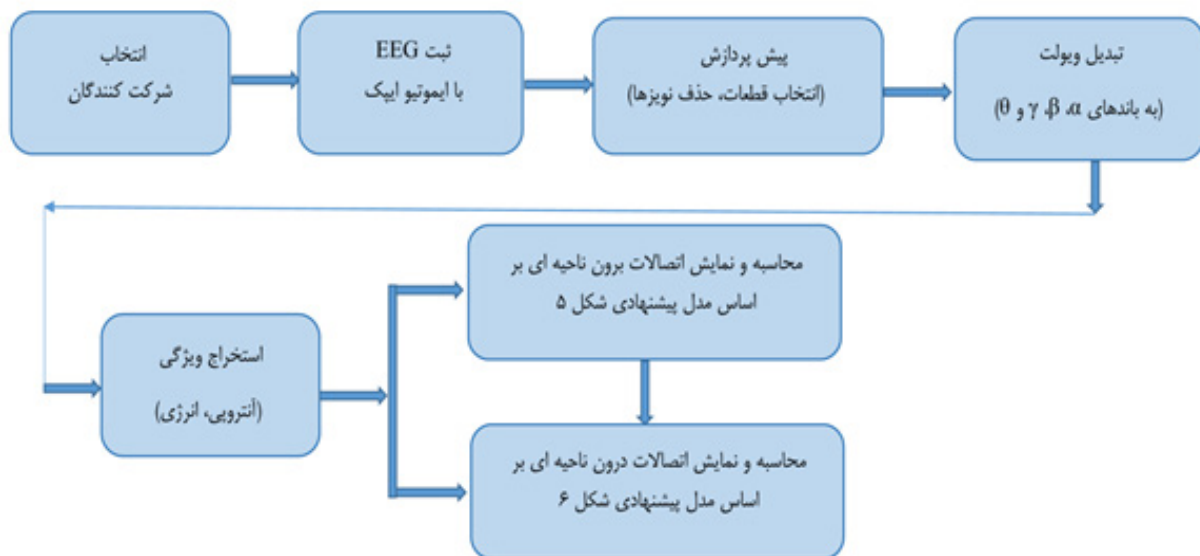 انتخاب
شرکت کنندگان
ثبت EEG
با ایموتیو ایپک
پیش پردازش
(انتخاب قطعات، حذف نویزها)
تبدیل ویولت
(به باندهای α، β، γ و θ)
استخراج ویژگی
(آنتروپی، انرژی)
محاسبه و نمایش اتصالات برون ناحیه ای بر
اساس مدل پیشنهادی شکل ۵
محاسبه و نمایش اتصالات درون ناحیه ای بر
اساس مدل پیشنهادی شکل ۶